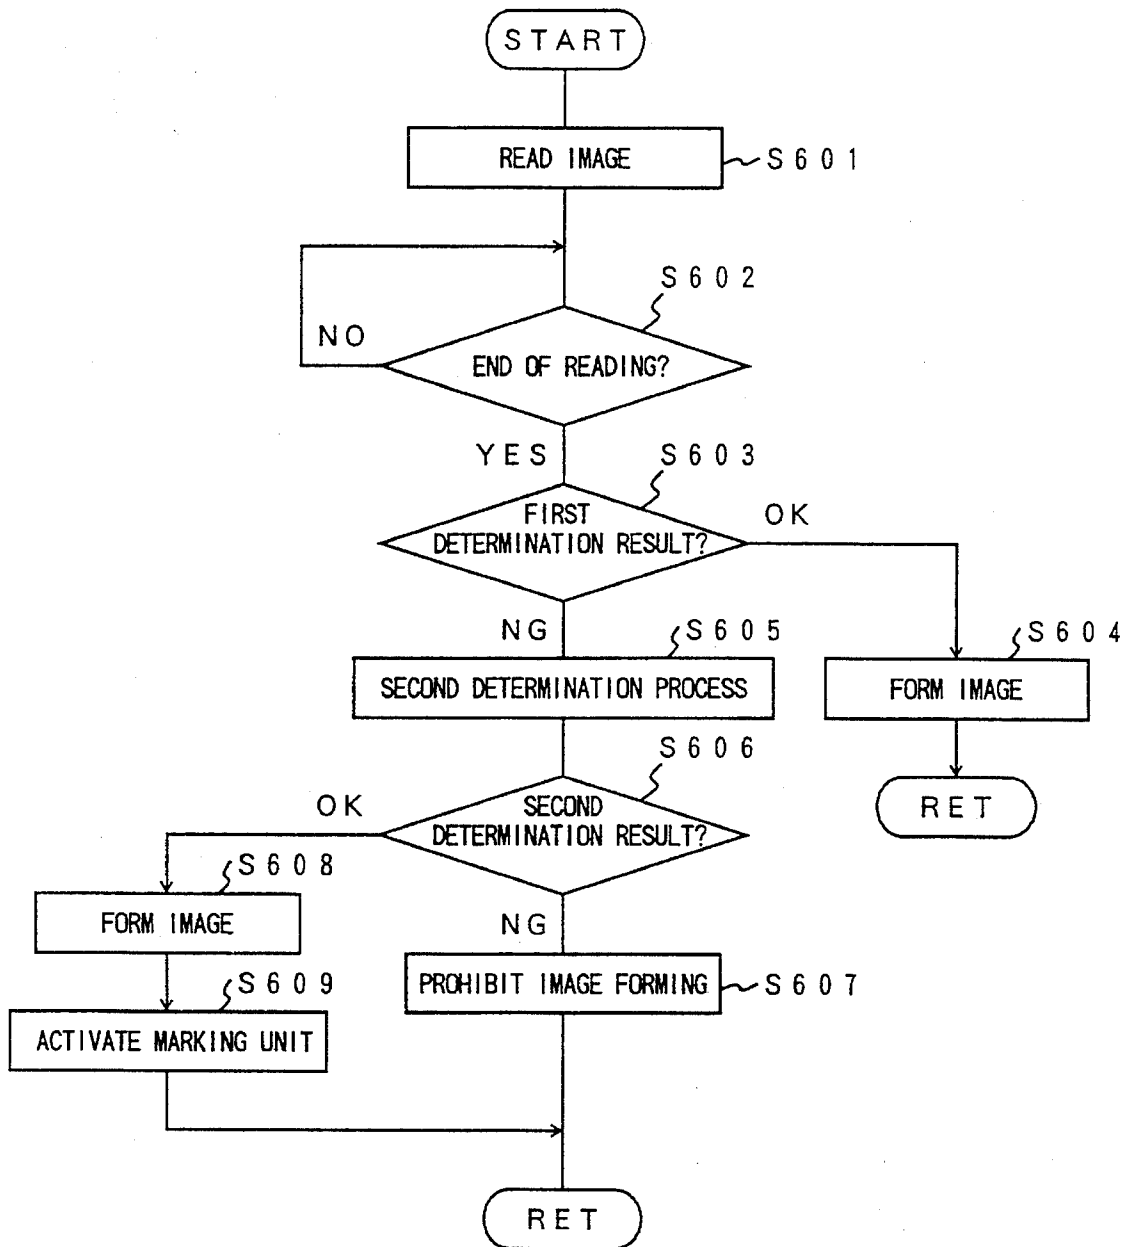 START
READ IMAGE
S601
S602
NO
END OF READING?
YES
S603
FIRST
DETERMINATION RESULT?
OK
NG
S605
S604
SECOND DETERMINATION PROCESS
FORM IMAGE
S606
RET
OK
SECOND
DETERMINATION RESULT?
S608
FORM IMAGE
NG
S609
PROHIBIT IMAGE FORMING
S607
ACTIVATE MARKING UNIT
RET